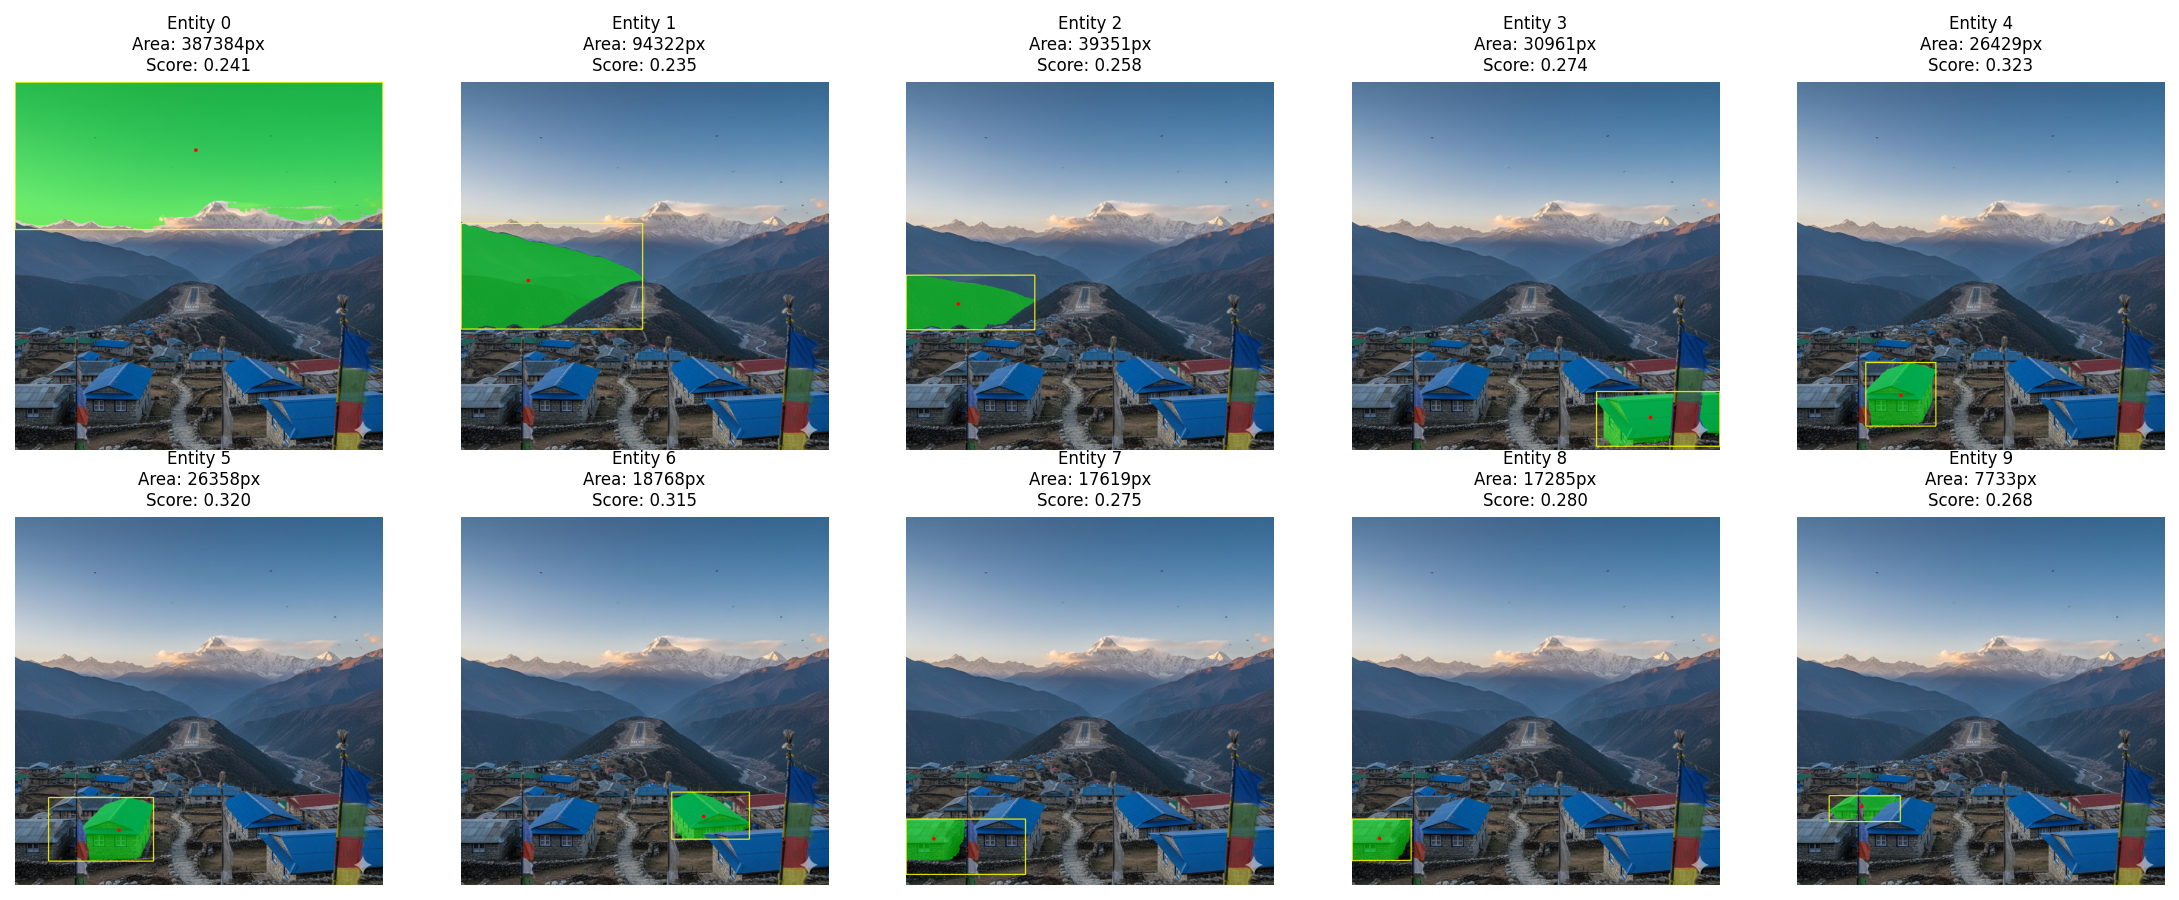 Entity 0
Area: 387384px
Score: 0.241
Entity 1
Area: 94322px
Score: 0.235
Entity 2
Area: 39351px
Score: 0.258
Entity 3
Area: 30961px
Score: 0.274
Entity 4
Area: 26429px
Score: 0.323
Entity 5
Area: 26358px
Score: 0.320
Entity 6
Area: 18768px
Score: 0.315
Entity 7
Area: 17619px
Score: 0.275
Entity 8
Area: 17285px
Score: 0.280
Entity 9
Area: 7733px
Score: 0.268